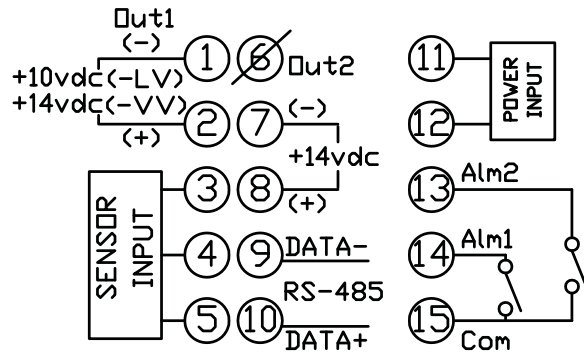 Out1
(-)
1
6
Out2
+10vdc(-LV)
+14vdc(-VV)
(+)
2
7
(-)
+14vdc
3
8
(+)
SENSOR INPUT
4
9
DATA-
RS-485
5
10
DATA+
11
12
POWER INPUT
13
Alm2
14
Alm1
15
Com